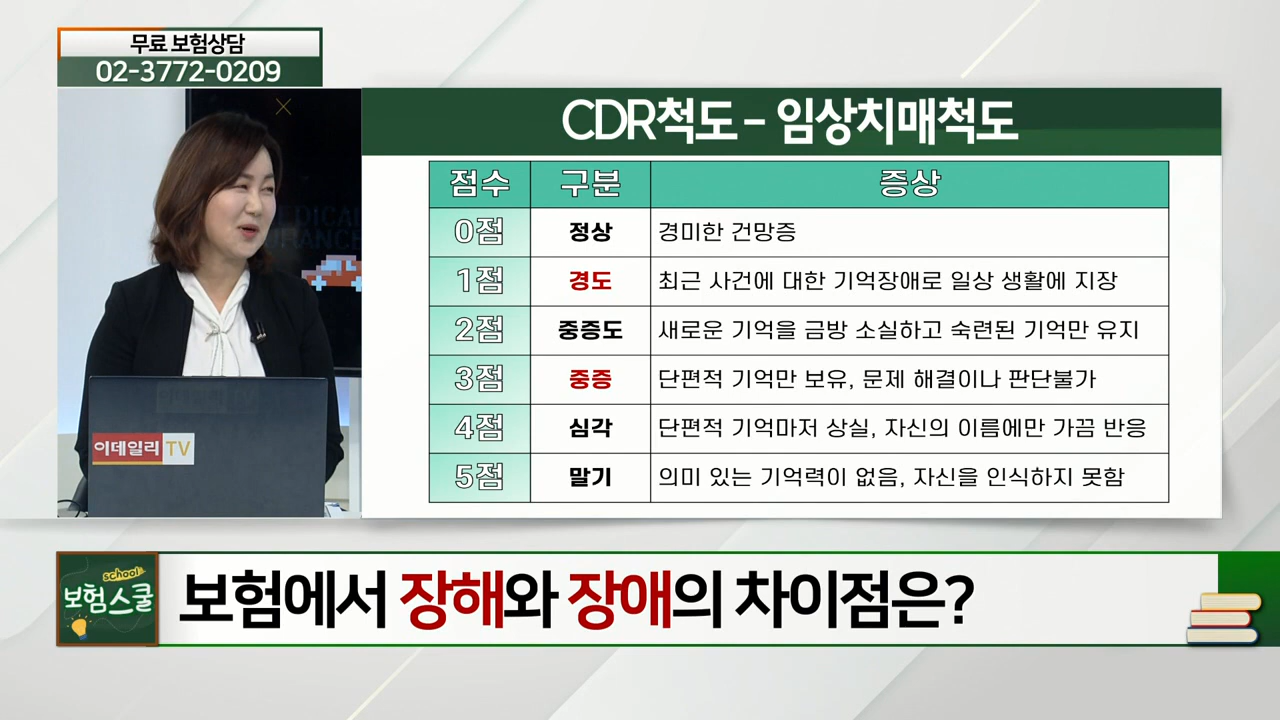 무료 보험상담
02-3772-0209
CDR척도 - 임상치매척도
점수 구분 증상
0점 정상 경미한 건망증
1점 경도 최근 사건에 대한 기억장애로 일상 생활에 지장
2점 중증도 새로운 기억을 금방 소실하고 숙련된 기억만 유지
3점 중증 단편적 기억만 보유, 문제 해결이나 판단불가
4점 심각 단편적 기억마저 상실, 자신의 이름에만 가끔 반응
5점 말기 의미 있는 기억력이 없음, 자신을 인식하지 못함
이데일리 TV
school
보험스쿨
보험에서 장해와 장애의 차이점은?